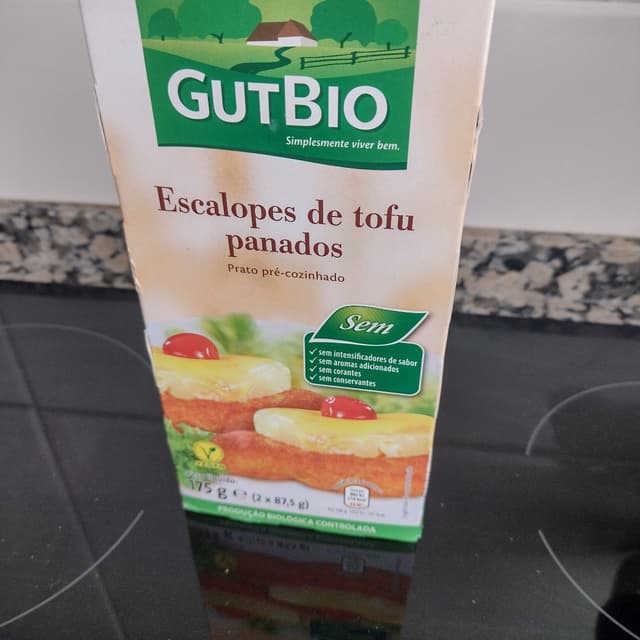 GUTBIO
Simplesmente viver bem.
Escalopes de tofu
panados
Prato pré-cozinhado
Sem
✓ sem intensificadores de sabor
✓ sem aromas adicionados
✓ sem corantes
✓ sem conservantes
VEGAN
175 g e (2 x 87,5 g)
PRODUÇÃO BIOLÓGICA CONTROLADA